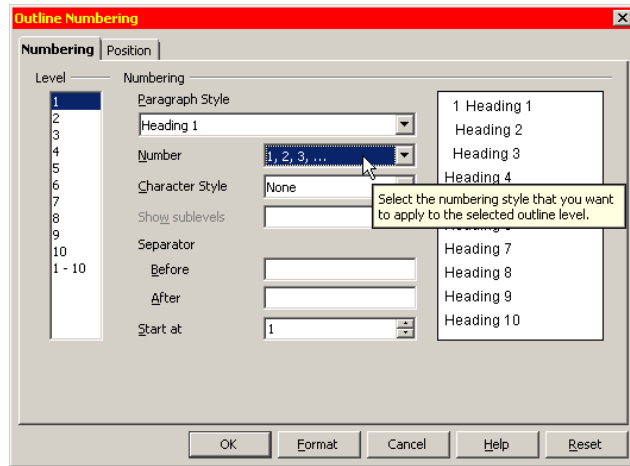 Outline Numbering
Numbering
Position
Level
1
2
3
4
5
6
7
8
9
10
1 - 10
Numbering
Paragraph Style
Heading 1
Number
1, 2, 3, ...
Character Style
None
Show sublevels
Separator
Before
After
Start at
1
Select the numbering style that you want
to apply to the selected outline level.
1 Heading 1
Heading 2
Heading 3
Heading 4
Heading 7
Heading 8
Heading 9
Heading 10
OK
Format
Cancel
Help
Reset